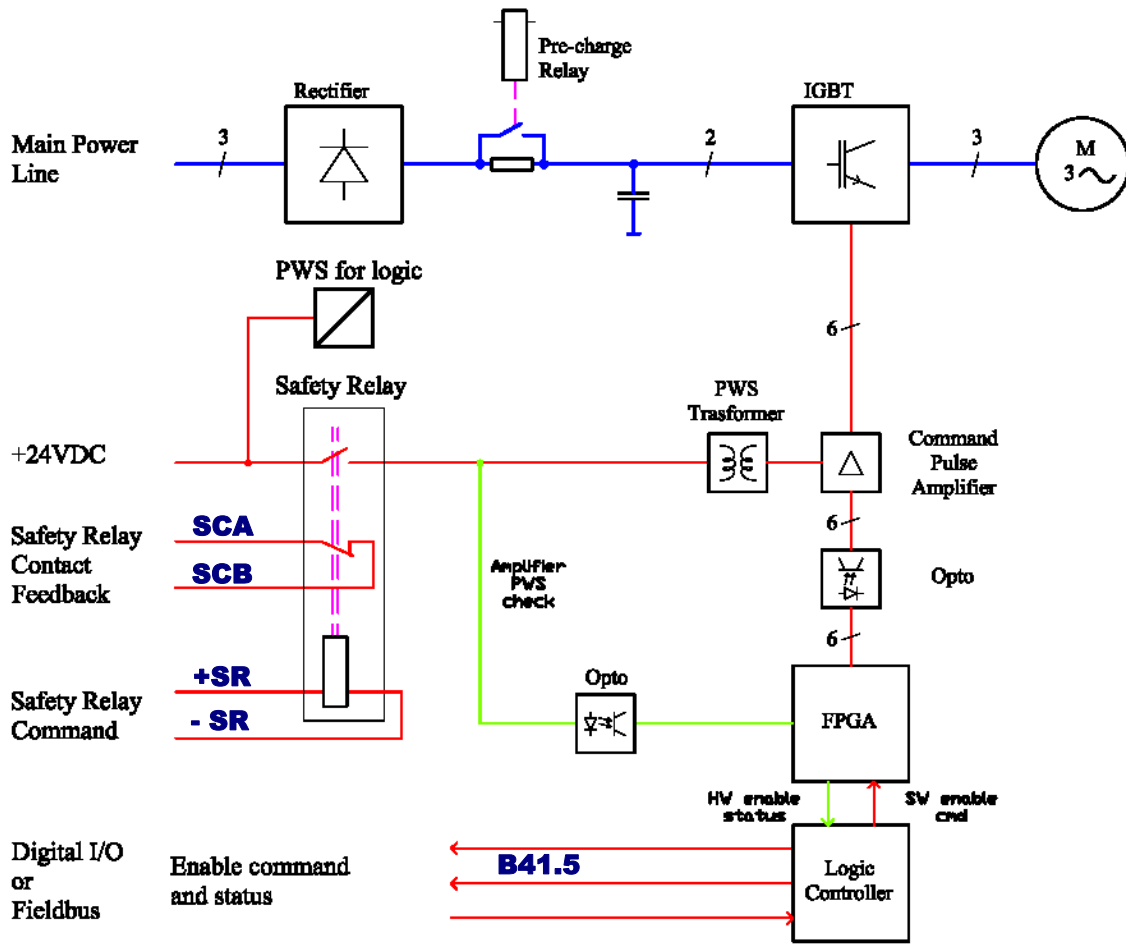 Pre-charge
Relay
Rectifier
IGBT
Main Power
Line
3
2
3
M
3
PWS for logic
6
Safety Relay
PWS
Trasformer
+24VDC
Command
Pulse
Amplifier
SCA
Safety Relay
Contact
Feedback
SCB
6
Amplifier
PWS
check
Opto
6
+SR
Safety Relay
Command
- SR
Opto
FPGA
HW enable
status
SW enable
cmd
Digital I/O
or
Fieldbus
Enable command
and status
B41.5
Logic
Controller